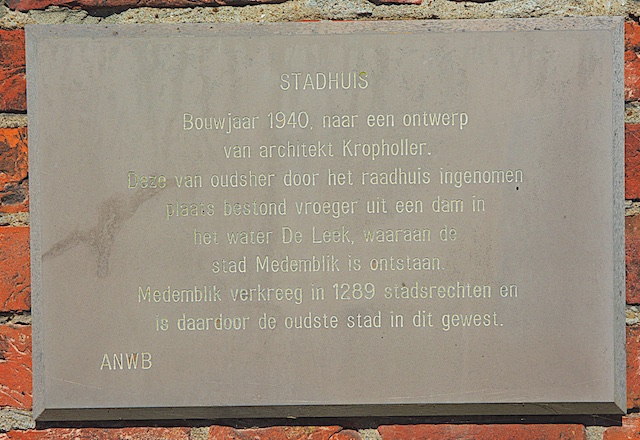 STADHUIS
Bouwjaar 1940, naar een ontwerp
van architekt Kropholler.
Deze van oudsher door het raadhuis ingenomen
plaats bestond vroeger uit een dam in
het water De Leek, waaraan de
stad Medemblik is ontstaan.
Medemblik verkreeg in 1289 stadsrechten en
is daardoor de oudste stad in dit gewest.
ANWB